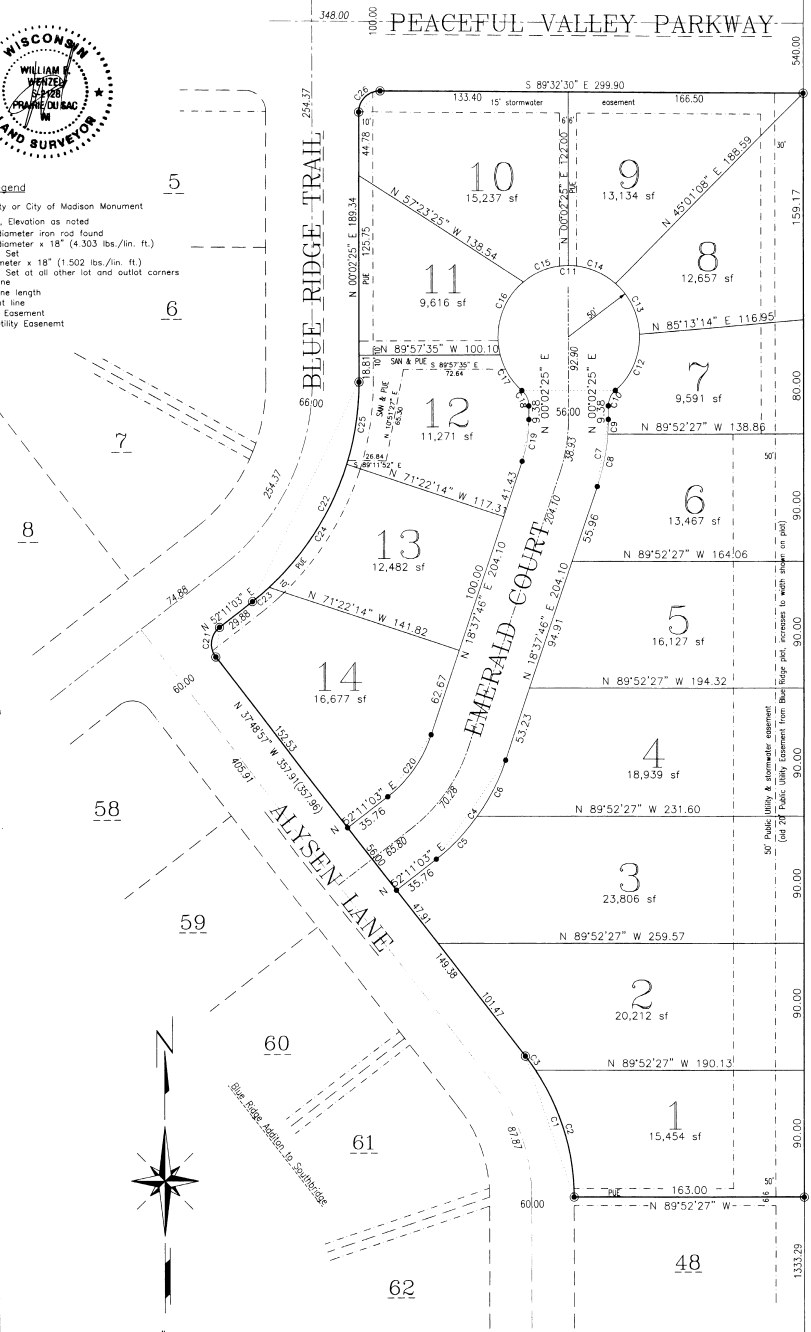 348.00
100.00
PEACEFUL VALLEY PARKWAY
540.00
WISCONSIN
WILLIAM F.
WENZEL
S-2128
PRAIRIE DU SAC
WI
AND SURVEYOR
gend
ty or City of Madison Monument
, Elevation as noted
diameter iron rod found
diameter x 18" (4.303 lbs./lin. ft.)
Set
meter x 18" (1.502 lbs./lin. ft.)
Set at all other lot and outlot corners
ne
ne length
t line
Easement
tility Easenemt
C26
S 89°32'30" E 299.90
133.40
15' stormwater
easement
166.50
254.37
10'
44.78
6'6'
30'
5
BLUE RIDGE TRAIL
10
15,237 sf
N 00°02'25" E 122.00
PUE
9
13,134 sf
N 45°01'08" E 188.59
159.17
N 57°23'25" W 138.54
N 00°02'25" E 189.34
125.75
PUE
8
12,657 sf
C15
C11
C14
11
9,616 sf
C16
C13
50'
6
N 85°13'14" E 116.95
N 89°57'35" W 100.10
10'10'
SAN & PUE
S 89°57'35" E
72.64
C17
C12
92.90
N 00°02'25" E
N 00°02'25" E
7
9,591 sf
18.81
66.00
SAN & PUE
N 10°51'27" E
65.30
12
11,271 sf
C18
9.38
56.00
9.38
C10
C9
80.00
N 89°52'27" W 138.86
7
C25
C19
38.93
C7
C8
50'
26.84
S 89°11'52" E
N 71°22'14" W 117.31
41.43
254.37
C22
204.10
55.96
6
13,467 sf
90.00
8
C24
PUE
13
12,482 sf
N 89°52'27" W 164.06
74.88
N 52°11'03" E
29.88
C23
10'
100.00
N 18°37'46" E 204.10
EMERALD COURT
N 18°37'46" E 204.10
94.91
5
16,127 sf
90.00
C21
N 71°22'14" W 141.82
14
16,677 sf
62.67
N 89°52'27" W 194.32
60.00
N 37°48'57" W 357.91(357.96)
152.53
53.23
4
18,939 sf
90.00
50' Public Utility & stormwater easement
(old 20' Public Utility Easement from Blue Ridge plat, increases to width shown on plat)
405.91
58
N 52°11'03" E
35.76
C20
70.28
C6
C4
C5
N 89°52'27" W 231.60
ALYSEN LANE
56.00
65.80
N 52°11'03" E
35.76
3
23,806 sf
90.00
59
47.91
N 89°52'27" W 259.57
149.38
101.47
2
20,212 sf
90.00
N
60
C3
N 89°52'27" W 190.13
Blue Ridge Addition to Southbridge
61
87.87
C1
C2
1
15,454 sf
90.00
50'
PUE
163.00
N 89°52'27" W
6'6'
60.00
48
1333.29
62